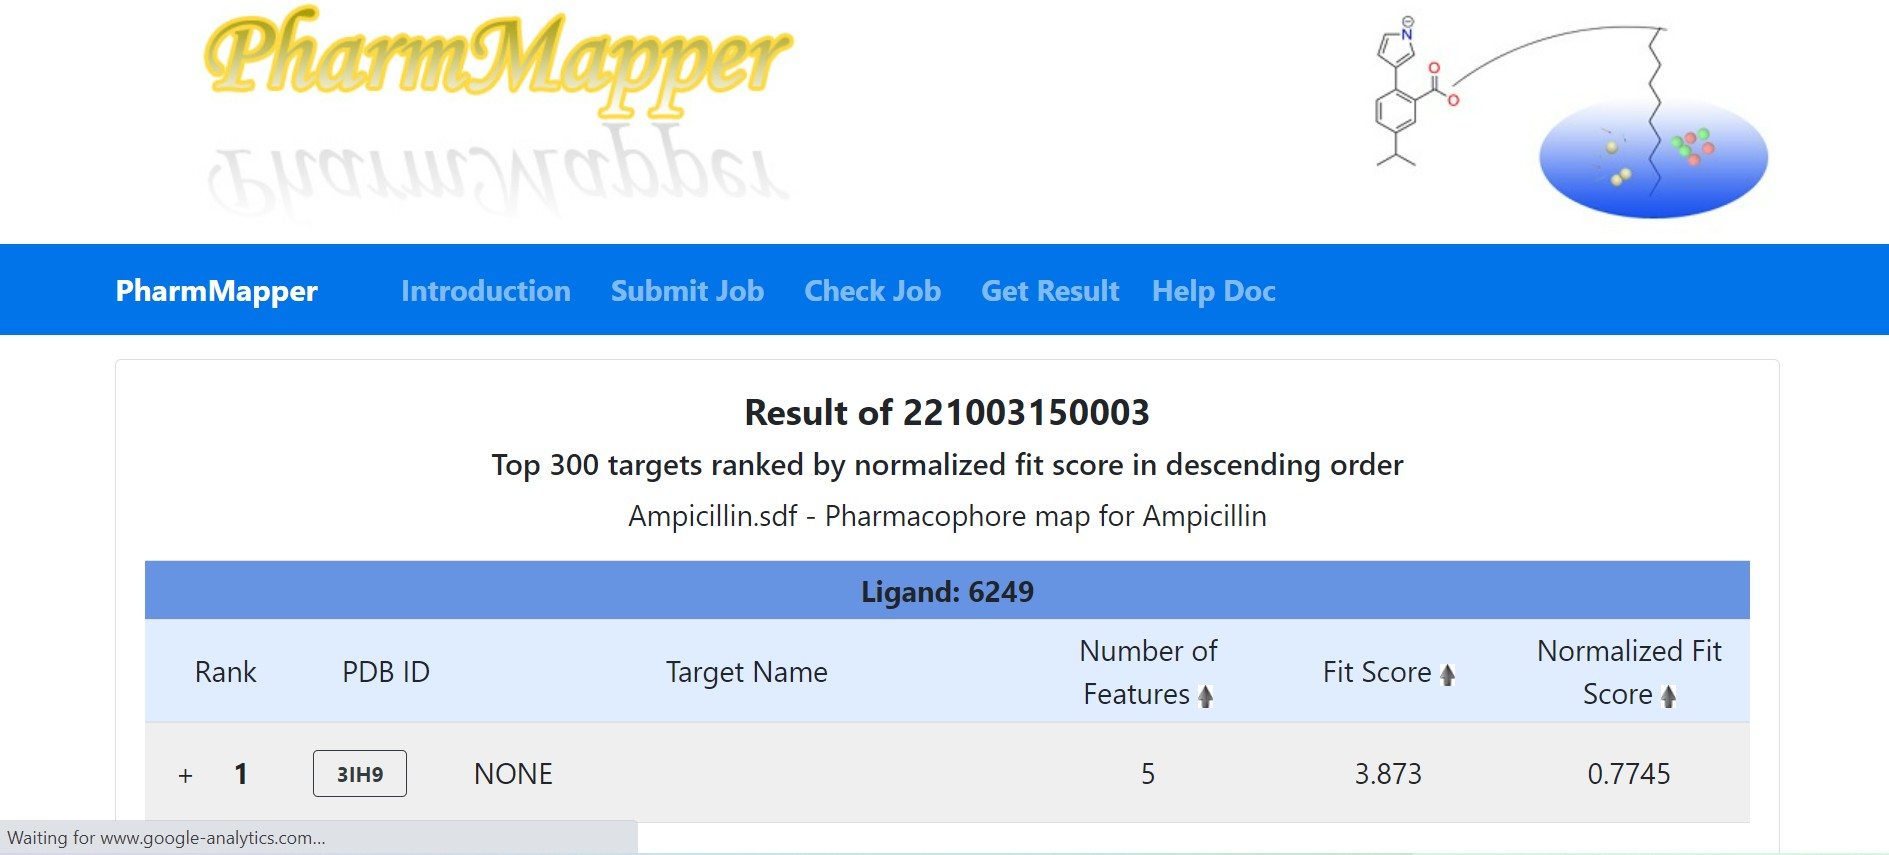 PharmMapper
N
O
O
PharmMapper
PharmMapper Introduction Submit Job Check Job Get Result Help Doc
Result of 221003150003
Top 300 targets ranked by normalized fit score in descending order
Ampicillin.sdf - Pharmacophore map for Ampicillin
Ligand: 6249
Rank PDB ID Target Name Number of Features Fit Score Normalized Fit Score
+ 1 3IH9 NONE 5 3.873 0.7745
Waiting for www.google-analytics.com...